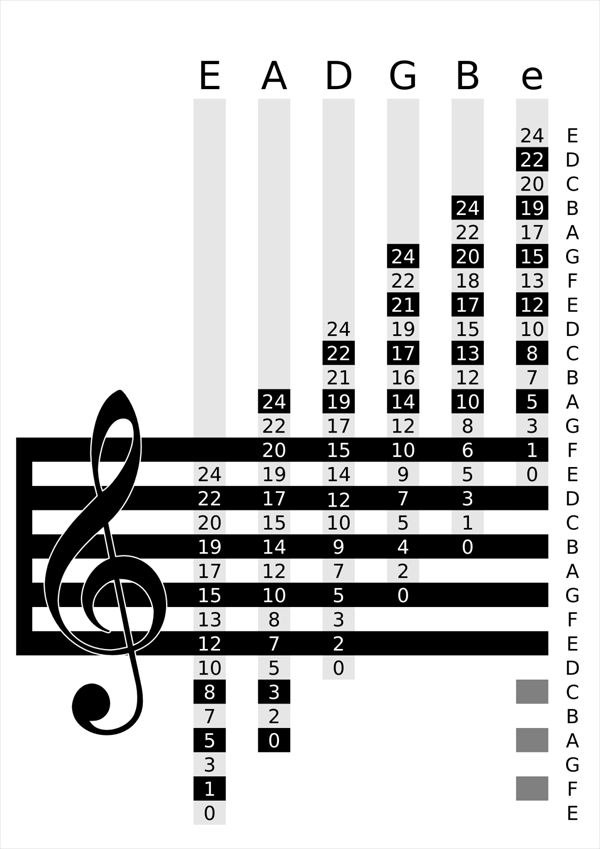 E A D G B e
24 E
22 D
20 C
24 19 B
22 17 A
24 20 15 G
22 18 13 F
21 17 12 E
24 19 15 10 D
22 17 13 8 C
21 16 12 7 B
24 19 14 10 5 A
22 17 12 8 3 G
20 15 10 6 1 F
24 19 14 9 5 0 E
22 17 12 7 3 D
20 15 10 5 1 C
19 14 9 4 0 B
17 12 7 2 A
15 10 5 0 G
13 8 3 F
12 7 2 E
10 5 0 D
8 3 C
7 2 B
5 0 A
3 G
1 F
0 E